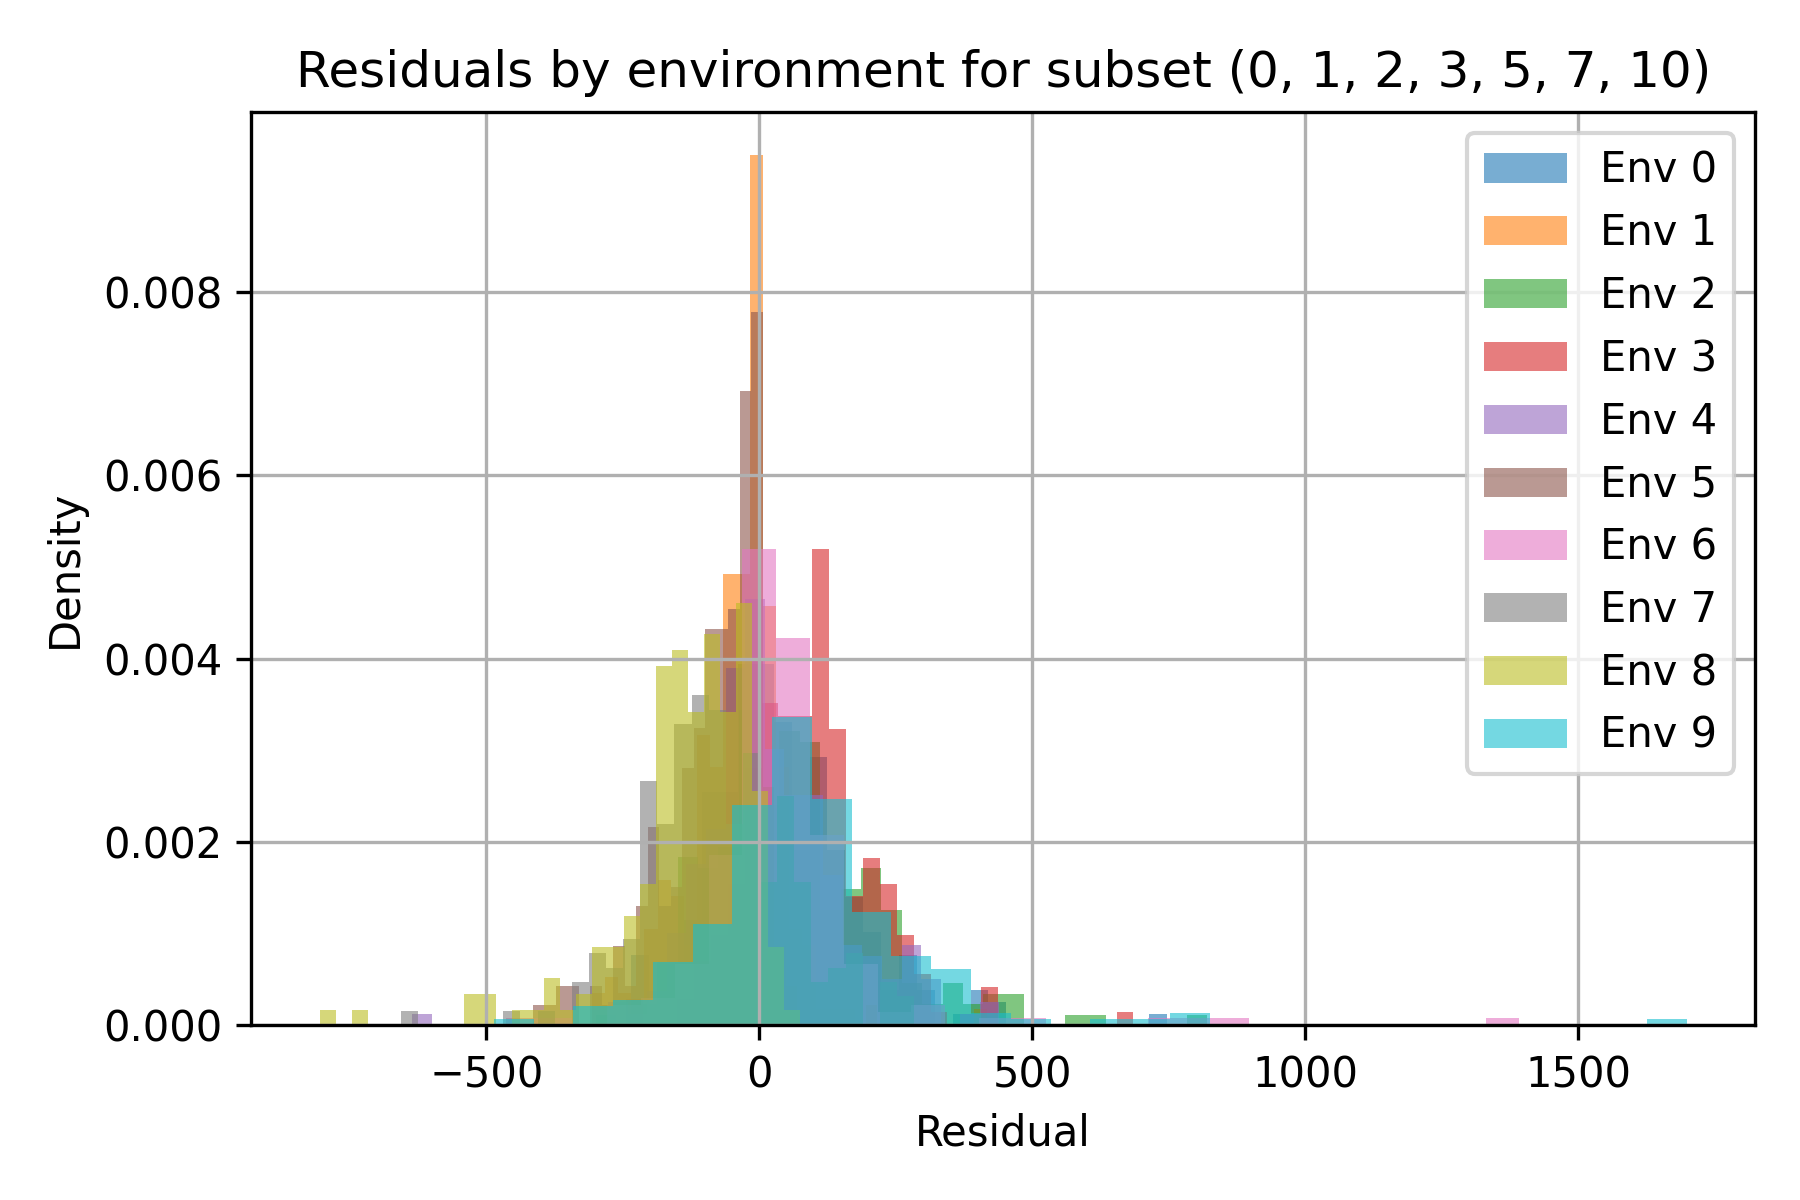 Residuals by environment for subset (0, 1, 2, 3, 5, 7, 10)
Env 0
Env 1
Env 2
Env 3
Env 4
Env 5
Env 6
Env 7
Env 8
Env 9
Density
0.008
0.006
0.004
0.002
0.000
−500
0
500
1000
1500
Residual